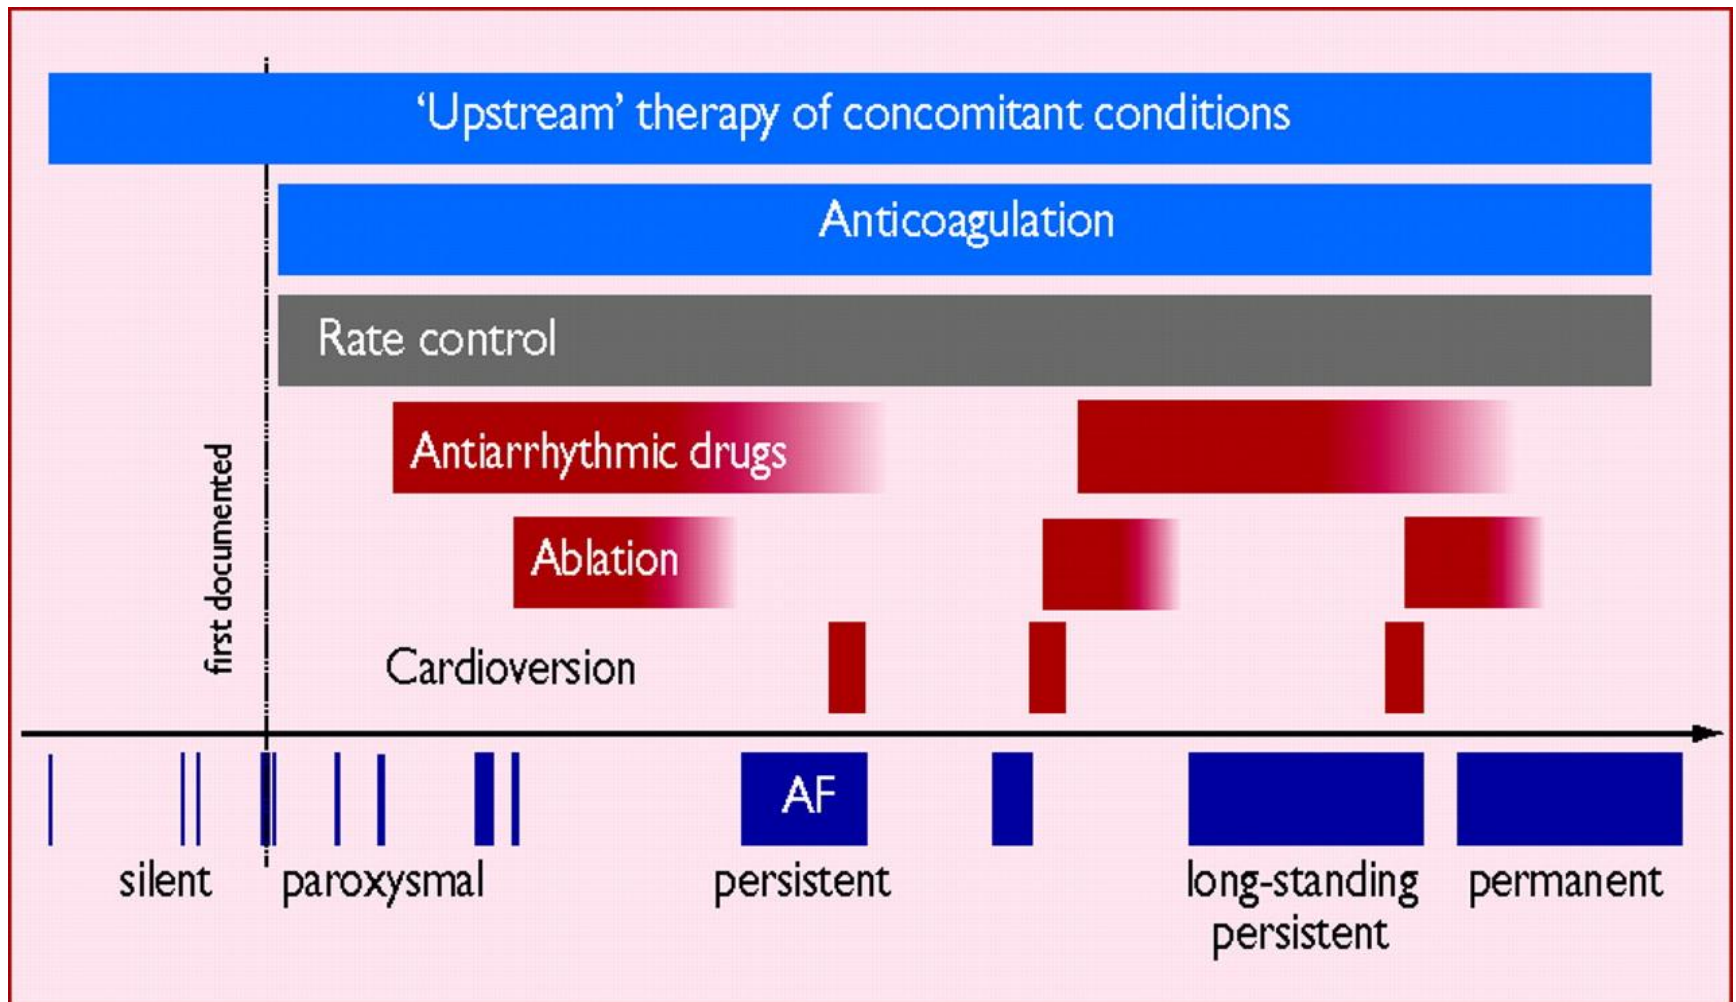 ‘Upstream’ therapy of concomitant conditions
Anticoagulation
Rate control
Antiarrhythmic drugs
Ablation
Cardioversion
first documented
AF
silent
paroxysmal
persistent
long-standing
persistent
permanent